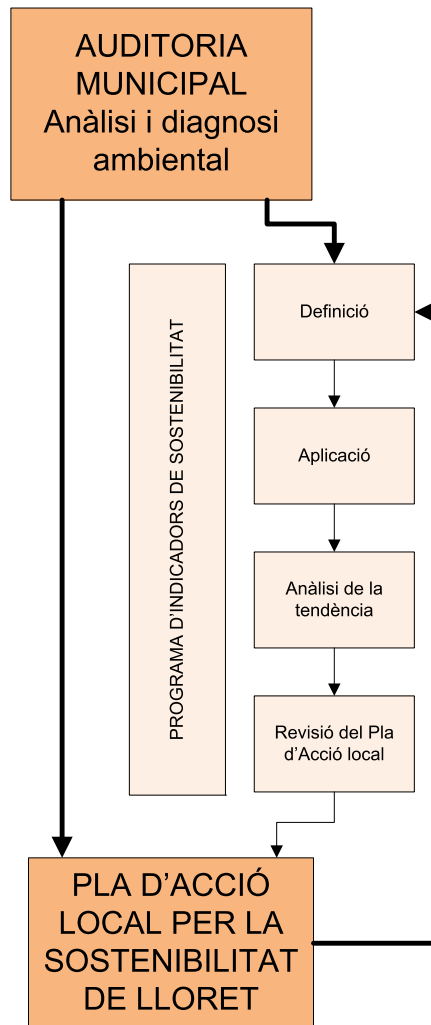 AUDITORIA
MUNICIPAL
Anàlisi i diagnosi
ambiental
PROGRAMA D’INDICADORS DE SOSTENIBILITAT
Definició
Aplicació
Anàlisi de la
tendència
Revisió del Pla
d’Acció local
PLA D’ACCIÓ
LOCAL PER LA
SOSTENIBILITAT
DE LLORET